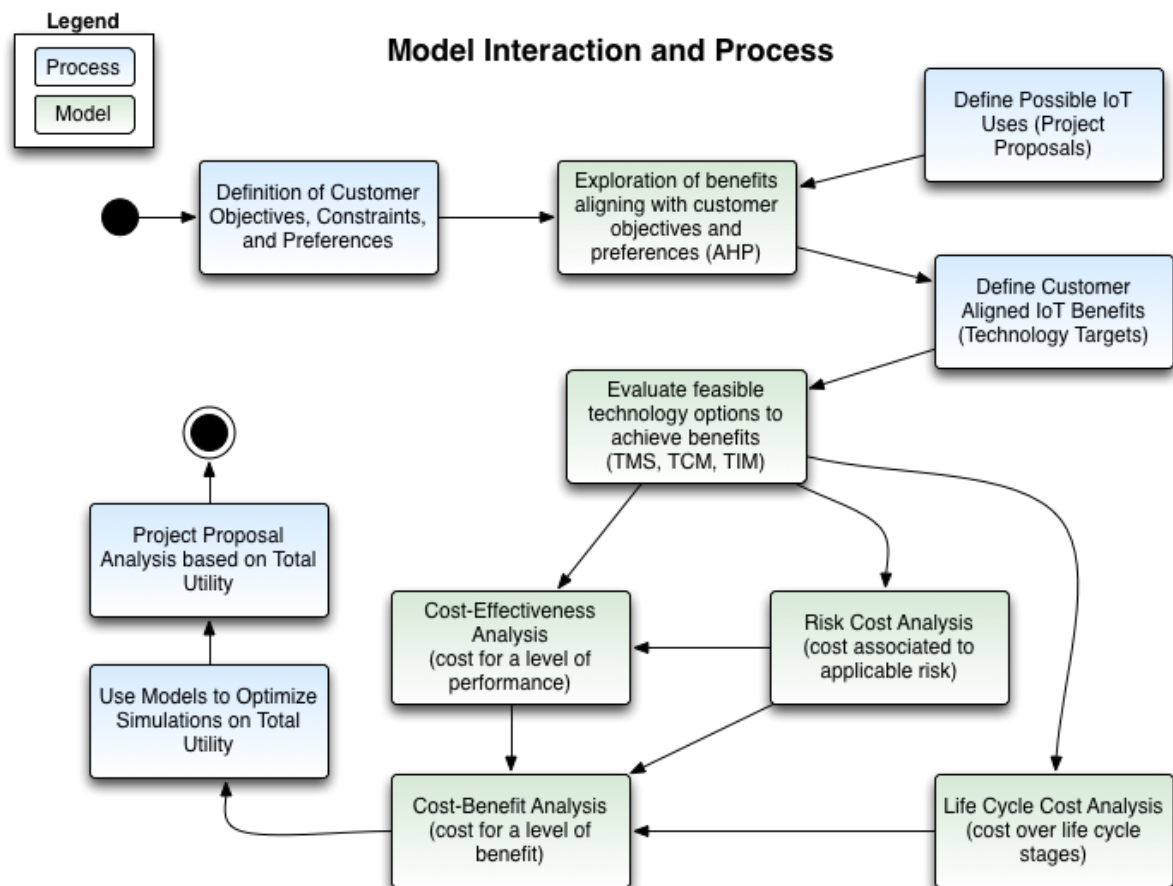 Legend
Process
Model
Model Interaction and Process
Define Possible IoT
Uses (Project
Proposals)
Definition of Customer
Objectives, Constraints,
and Preferences
Exploration of benefits
aligning with customer
objectives and
preferences (AHP)
Define Customer
Aligned IoT Benefits
(Technology Targets)
Evaluate feasible
technology options to
achieve benefits
(TMS, TCM, TIM)
Project Proposal
Analysis based on Total
Utility
Cost-Effectiveness
Analysis
(cost for a level of
performance)
Risk Cost Analysis
(cost associated to
applicable risk)
Use Models to Optimize
Simulations on Total
Utility
Cost-Benefit Analysis
(cost for a level of
benefit)
Life Cycle Cost Analysis
(cost over life cycle
stages)